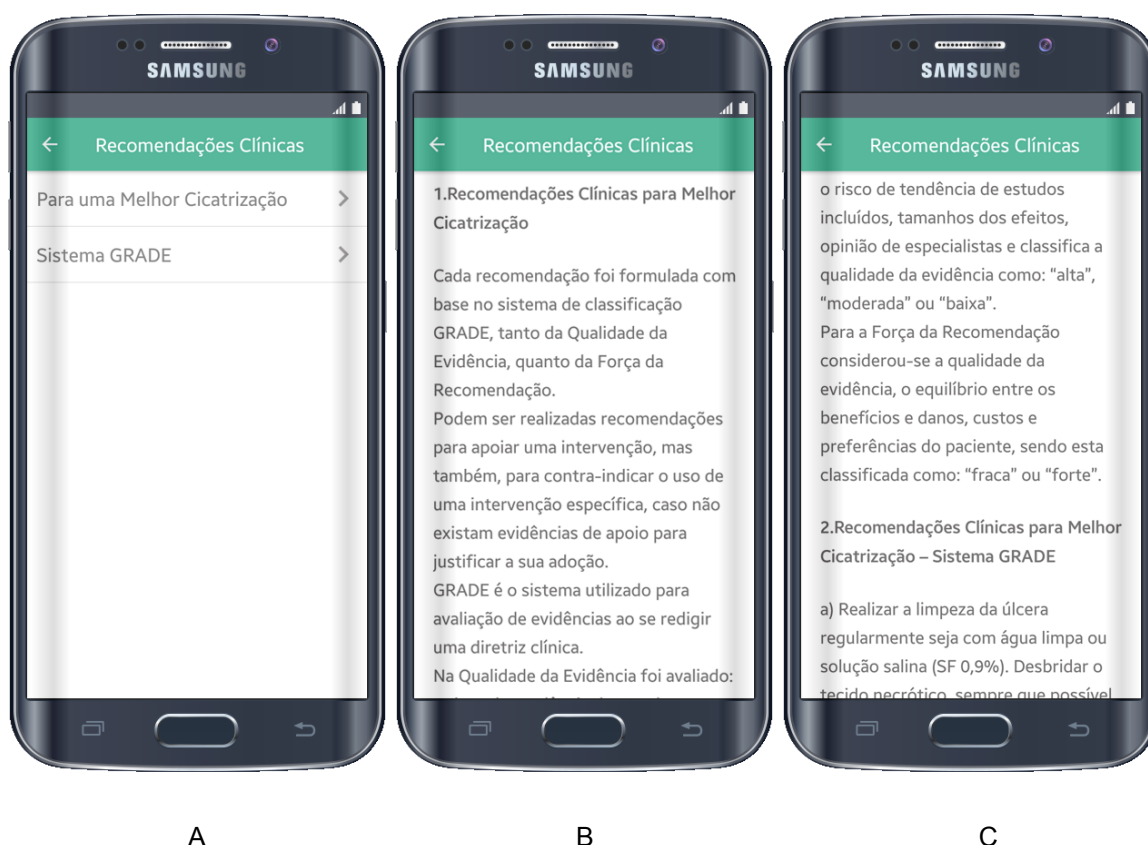 SAMSUNG
Recomendações Clínicas
Para uma Melhor Cicatrização
Sistema GRADE
A
SAMSUNG
Recomendações Clínicas
1.Recomendações Clínicas para Melhor
Cicatrização
Cada recomendação foi formulada com
base no sistema de classificação
GRADE, tanto da Qualidade da
Evidência, quanto da Força da
Recomendação.
Podem ser realizadas recomendações
para apoiar uma intervenção, mas
também, para contra-indicar o uso de
uma intervenção específica, caso não
existam evidências de apoio para
justificar a sua adoção.
GRADE é o sistema utilizado para
avaliação de evidências ao se redigir
uma diretriz clínica.
Na Qualidade da Evidência foi avaliado:
B
SAMSUNG
Recomendações Clínicas
o risco de tendência de estudos
incluídos, tamanhos dos efeitos,
opinião de especialistas e classifica a
qualidade da evidência como: “alta”,
“moderada” ou “baixa”.
Para a Força da Recomendação
considerou-se a qualidade da
evidência, o equilíbrio entre os
benefícios e danos, custos e
preferências do paciente, sendo esta
classificada como: “fraca” ou “forte”.
2.Recomendações Clínicas para Melhor
Cicatrização – Sistema GRADE
a) Realizar a limpeza da úlcera
regularmente seja com água limpa ou
solução salina (SF 0,9%). Desbridar o
tecido necrótico, sempre que possível
C